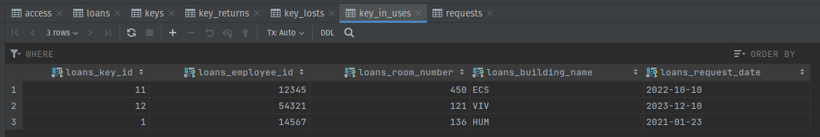 access loans keys key_returns key_losts key_in_uses requests
3 rows Tx: Auto DDL
WHERE ORDER BY
loans_key_id loans_employee_id loans_room_number loans_building_name loans_request_date
1 11 12345 450 ECS 2022-10-10
2 12 54321 121 VIV 2023-12-10
3 1 14567 136 HUM 2021-01-23